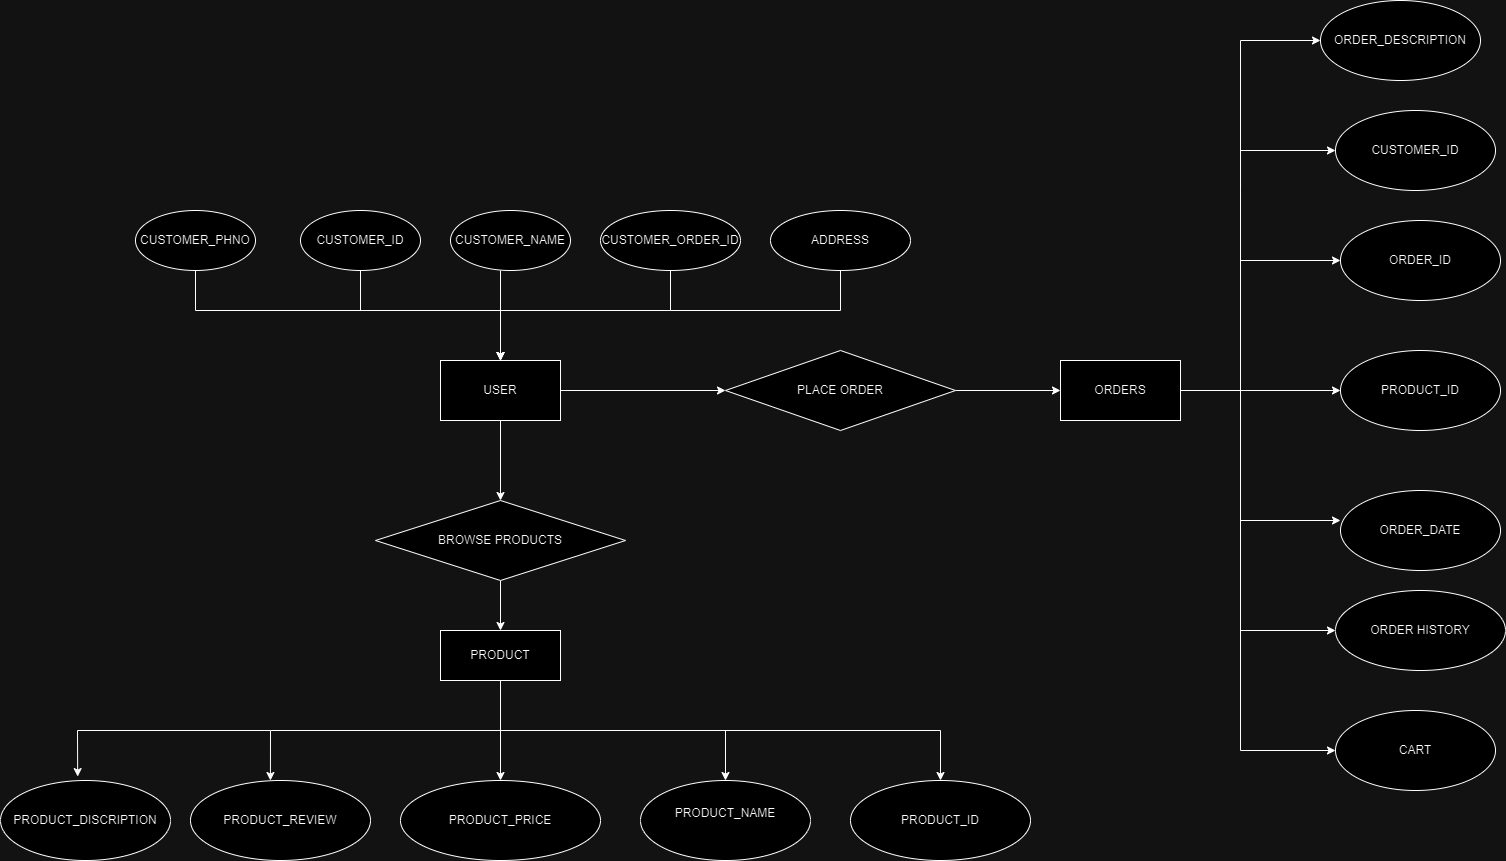 ORDER_DESCRIPTION
CUSTOMER_ID
CUSTOMER_PHNO
CUSTOMER_ID
CUSTOMER_NAME
CUSTOMER_ORDER_ID
ADDRESS
ORDER_ID
USER
PLACE ORDER
ORDERS
PRODUCT_ID
BROWSE PRODUCTS
ORDER_DATE
ORDER HISTORY
PRODUCT
CART
PRODUCT_DISCRIPTION
PRODUCT_REVIEW
PRODUCT_PRICE
PRODUCT_NAME
PRODUCT_ID